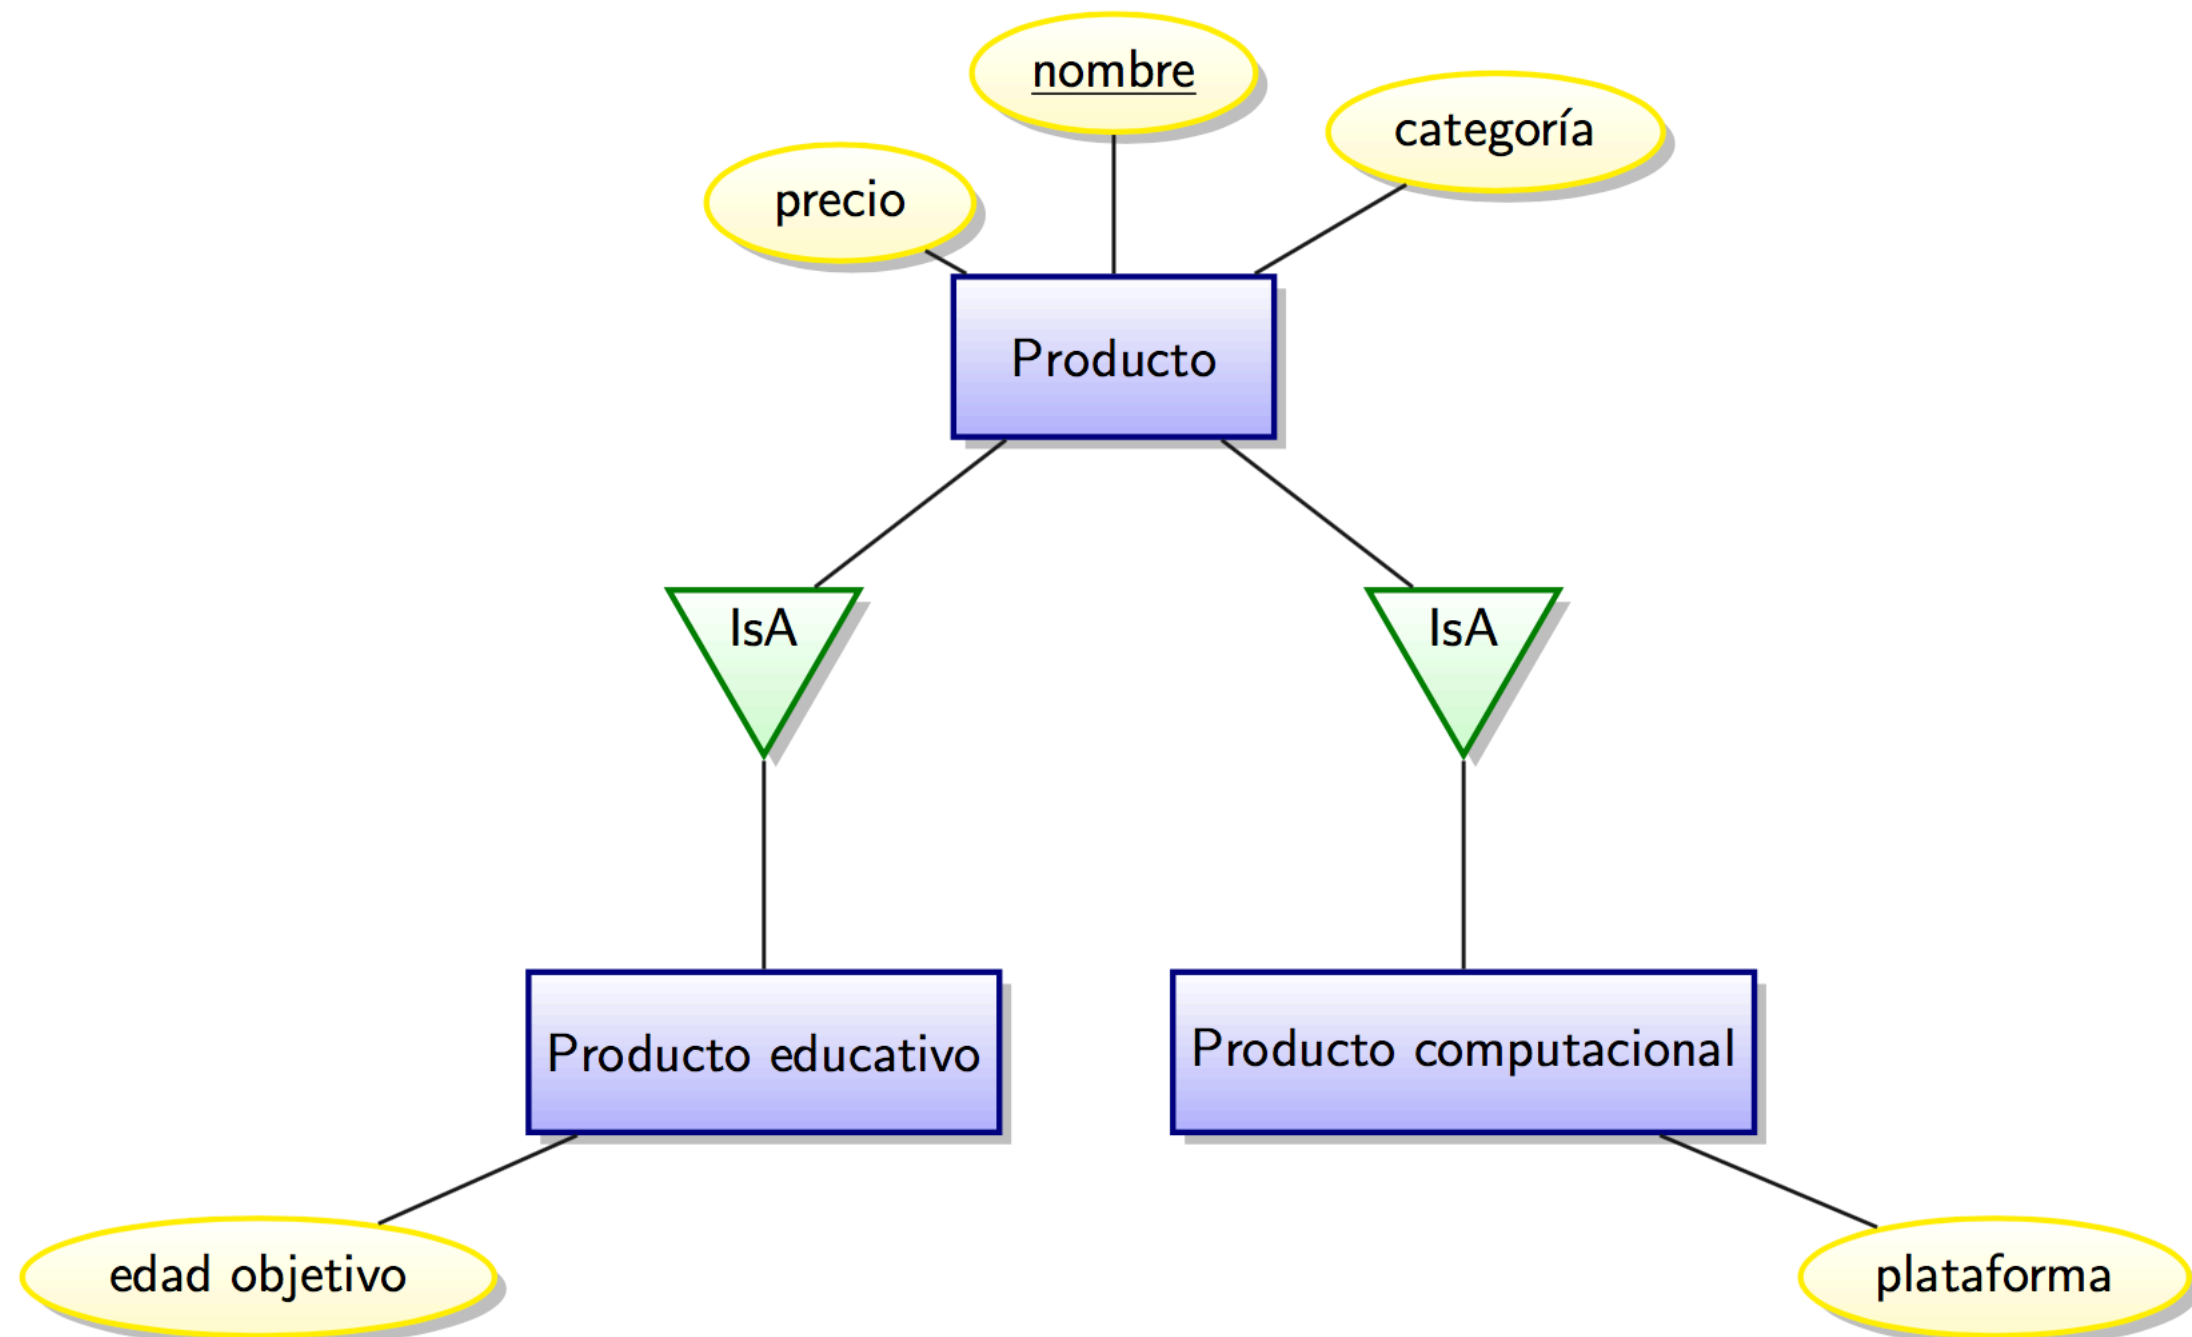 nombre
categoría
precio
Producto
IsA
IsA
Producto educativo
Producto computacional
edad objetivo
plataforma